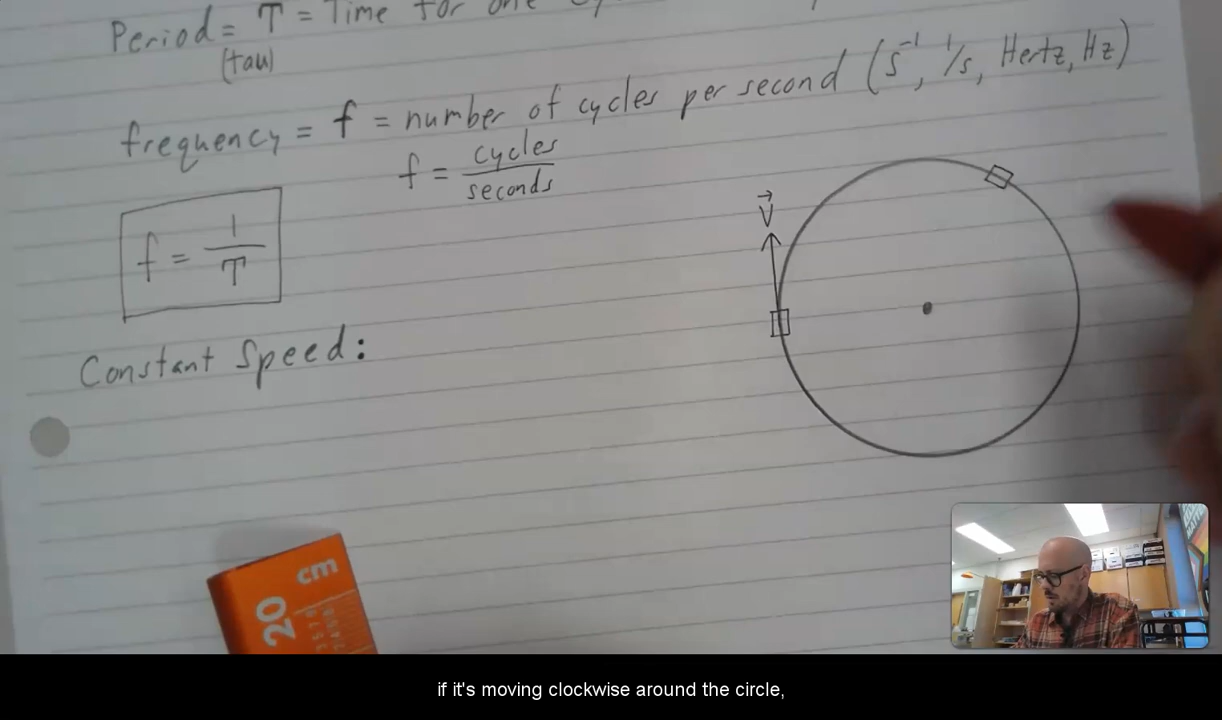 Period = T = Time for one
(tau)
frequency = f = number of cycles per second (s⁻¹, 1/s, Hertz, Hz)
f = cycles/seconds
f = 1/T
V⃗
Constant Speed:
20 cm
if it's moving clockwise around the circle,